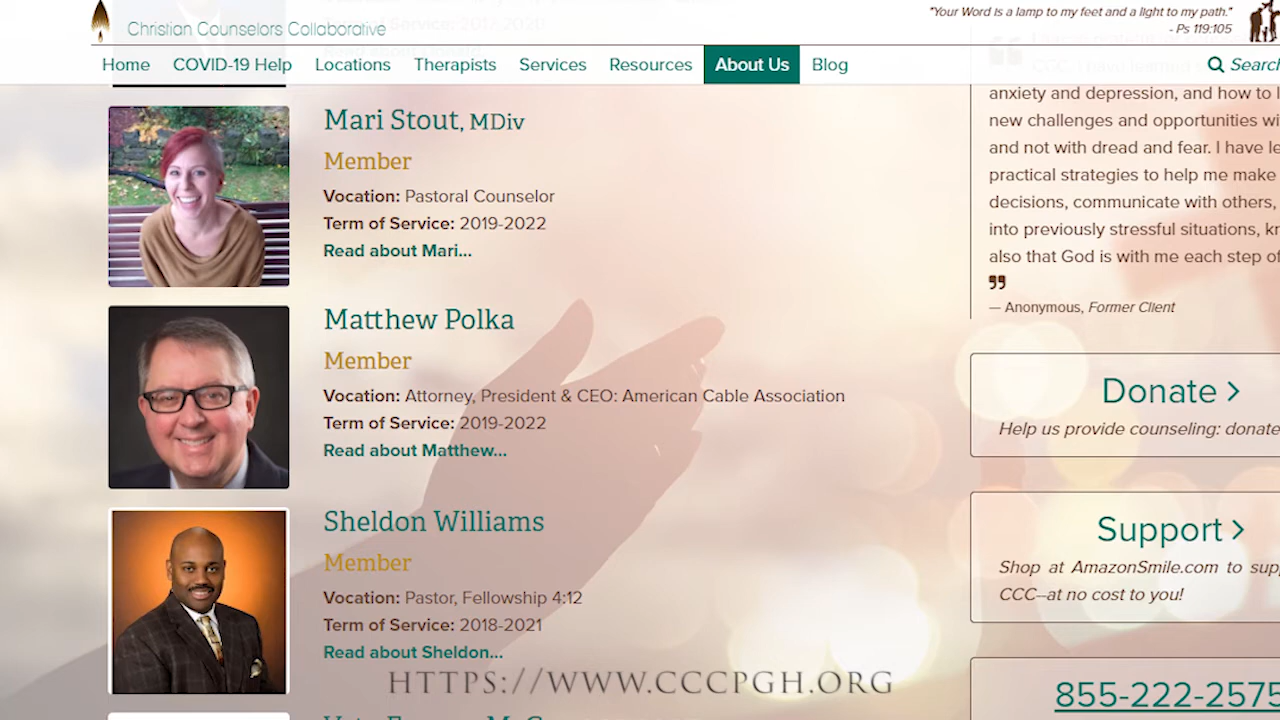 Christian Counselors Collaborative
"Your Word is a lamp to my feet and a light to my path."
- Ps 119:105
Home COVID-19 Help Locations Therapists Services Resources About Us Blog Search
Mari Stout, MDiv
Member
Vocation: Pastoral Counselor
Term of Service: 2019-2022
Read about Mari...
Matthew Polka
Member
Vocation: Attorney, President & CEO: American Cable Association
Term of Service: 2019-2022
Read about Matthew...
Sheldon Williams
Member
Vocation: Pastor, Fellowship 4:12
Term of Service: 2018-2021
Read about Sheldon...
anxiety and depression, and how to
new challenges and opportunities
and not with dread and fear. I have
practical strategies to help me make
decisions, communicate with others,
into previously stressful situations,
also that God is with me each step of
❞
— Anonymous, Former Client
Donate >
Help us provide counseling: donate
Support >
Shop at AmazonSmile.com to
CCC--at no cost to you!
855-222-2575
HTTPS://WWW.CCCPGH.ORG